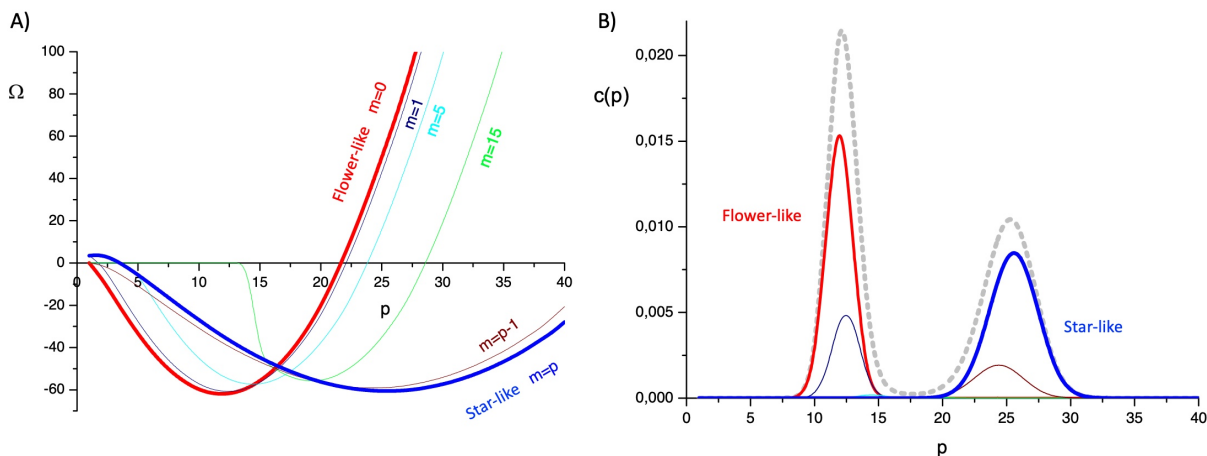 A)
Ω
100
80
60
40
20
0
-20
-40
-60
0
5
10
15
20
25
30
35
40
p
Flower-like m=0
m=1
m=5
m=15
m=p-1
Star-like m=p
B)
c(p)
0,020
0,015
0,010
0,005
0,000
0
5
10
15
20
25
30
35
40
p
Flower-like
Star-like